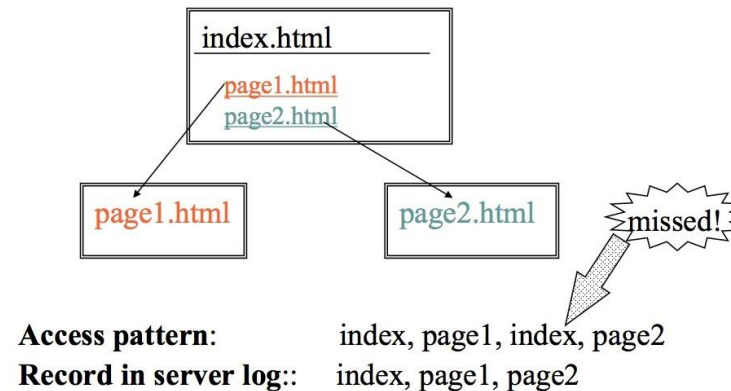 index.html
page1.html
page2.html
page1.html
page2.html
missed!
Access pattern: index, page1, index, page2
Record in server log:: index, page1, page2